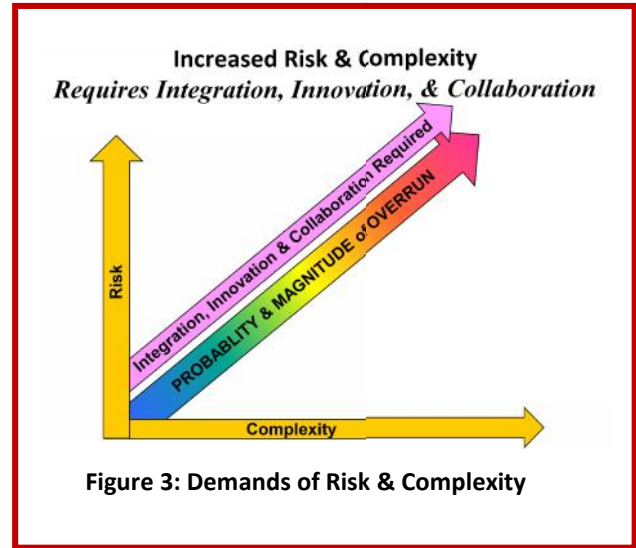 Increased Risk & Complexity
Requires Integration, Innovation, & Collaboration
Integration, Innovation & Collaboration Required
PROBABLITY & MAGNITUDE of OVERRUN
Risk
Complexity
Figure 3: Demands of Risk & Complexity